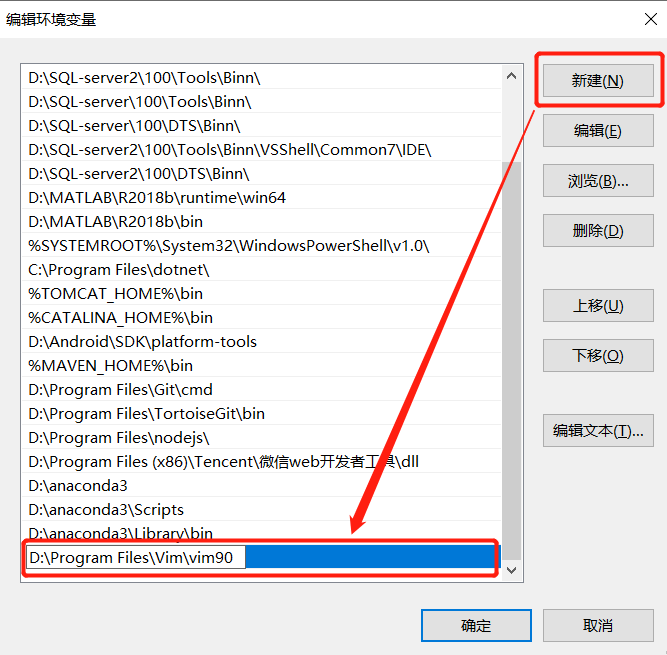 编辑环境变量
D:\SQL-server2\100\Tools\Binn\
D:\SQL-server\100\Tools\Binn\
D:\SQL-server\100\DTS\Binn\
D:\SQL-server2\100\Tools\Binn\VSShell\Common7\IDE\
D:\SQL-server2\100\DTS\Binn\
D:\MATLAB\R2018b\runtime\win64
D:\MATLAB\R2018b\bin
%SYSTEMROOT%\System32\WindowsPowerShell\v1.0\
C:\Program Files\dotnet\
%TOMCAT_HOME%\bin
%CATALINA_HOME%\bin
D:\Android\SDK\platform-tools
%MAVEN_HOME%\bin
D:\Program Files\Git\cmd
D:\Program Files\TortoiseGit\bin
D:\Program Files\nodejs\
D:\Program Files (x86)\Tencent\微信web开发者工具\dll
D:\anaconda3
D:\anaconda3\Scripts
D:\anaconda3\Library\bin
D:\Program Files\Vim\vim90
新建(N)
编辑(E)
浏览(B)...
删除(D)
上移(U)
下移(O)
编辑文本(T)...
确定
取消